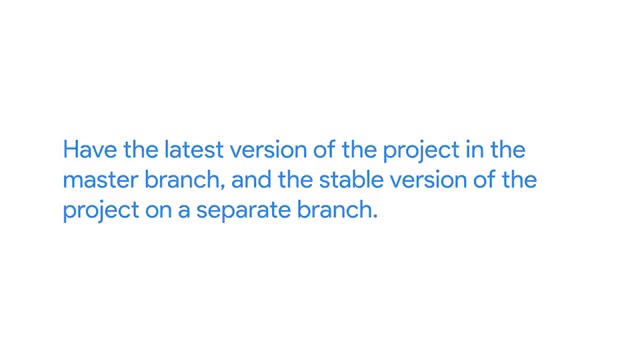 Have the latest version of the project in the
master branch, and the stable version of the
project on a separate branch.